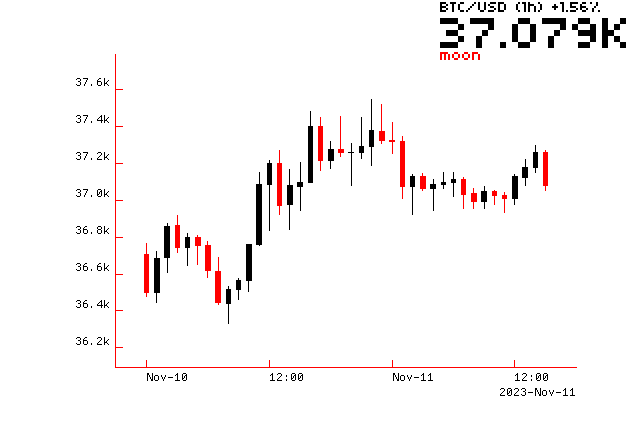 BTC/USD (1h) +1.56%
37.079K
moon
37.6k
37.4k
37.2k
37.0k
36.8k
36.6k
36.4k
36.2k
Nov-10 12:00 Nov-11 12:00
2023-Nov-11